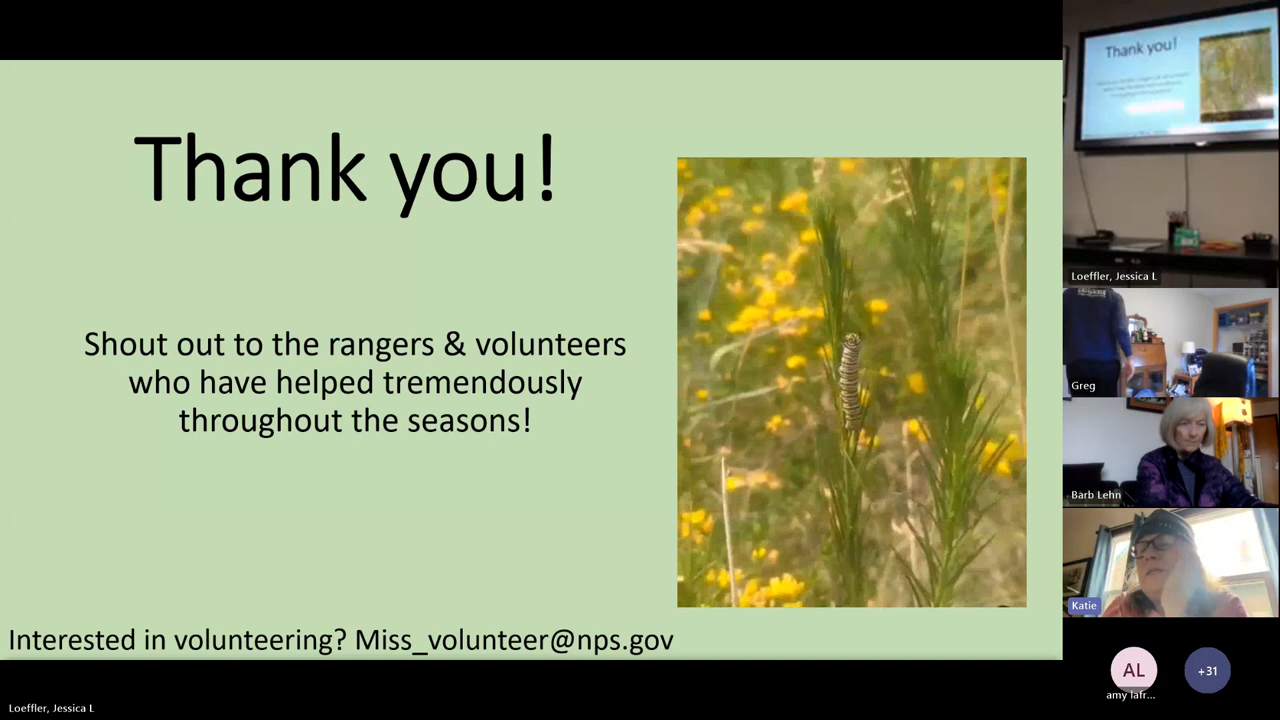 Thank you!
Shout out to the rangers & volunteers
who have helped tremendously
throughout the seasons!
Interested in volunteering? Miss_volunteer@nps.gov
Loeffler, Jessica L
Thank you!
Loeffler, Jessica L
Greg
Barb Lehn
Katie
AL
amy lafr...
+31